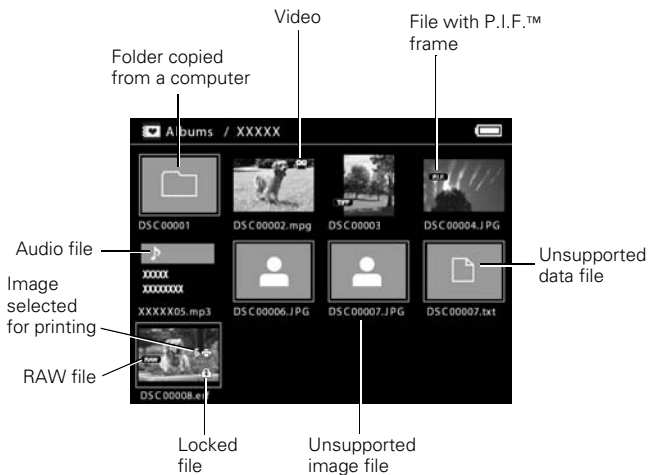 Video
File with P.I.F.™
frame
Folder copied
from a computer
Albums / XXXXX
P.I.F.
DSC00001
DSC00002.mpg
DSC00003
DSC00004.JPG
Audio file
Unsupported
data file
Image
selected
for printing
XXXXX
XXXXXXXX
XXXXX05.mp3
DSC00006.JPG
DSC00007.JPG
DSC00007.txt
RAW
RAW file
DSC00008.erf
Locked
file
Unsupported
image file